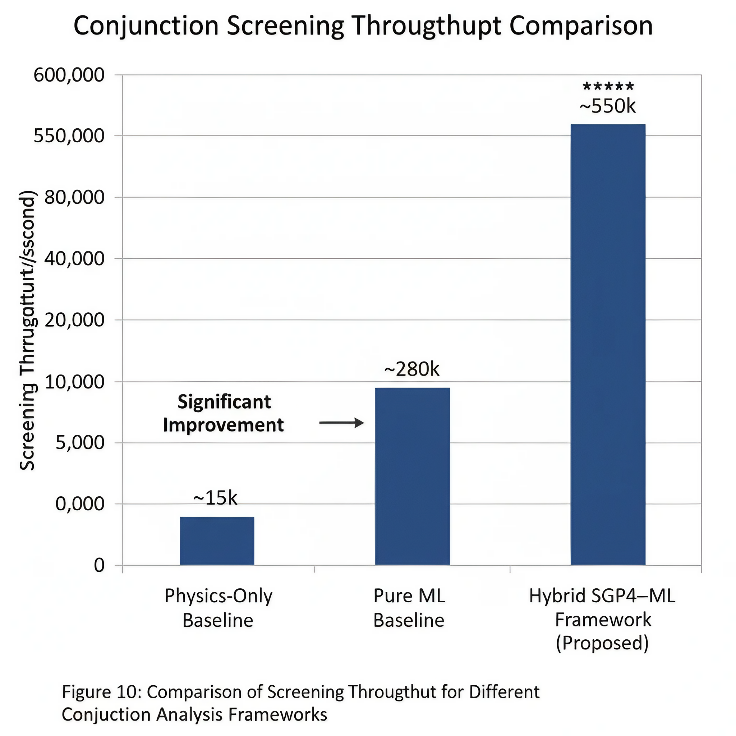 Conjunction Screening Througthupt Comparison
600,000
*****
~550k
550,000
80,000
40,000
20,000
~280k
10,000
Significant
Improvement
5,000
~15k
0,000
0
Screening Thrrugatturt//sscond)
Physics-Only
Baseline
Pure ML
Baseline
Hybrid SGP4–ML
Framework
(Proposed)
Figure 10: Comparison of Screening Througthut for Different
Conjuction Analysis Frameworks